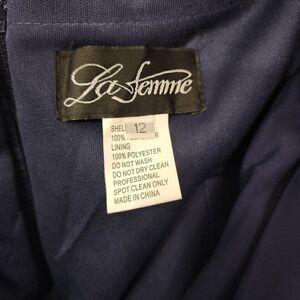 La Femme
SHELL
12
100%
LINING
100% POLYESTER
DO NOT WASH
DO NOT DRY CLEAN
PROFESSIONAL
SPOT CLEAN ONLY
MADE IN CHINA